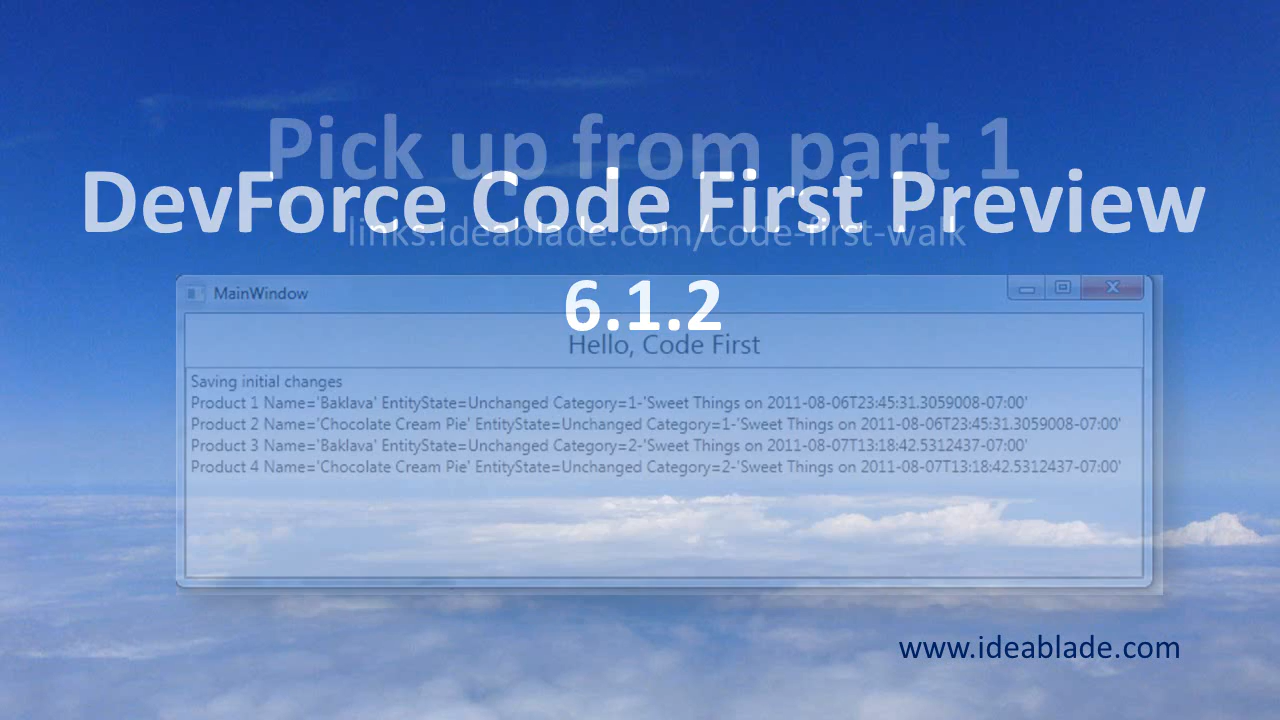 Pick up from part 1
DevForce Code First Preview
links.ideablade.com/code-first-walk
6.1.2
MainWindow
Hello, Code First
Saving initial changes
Product 1 Name='Baklava' EntityState=Unchanged Category=1-'Sweet Things on 2011-08-06T23:45:31.3059008-07:00'
Product 2 Name='Chocolate Cream Pie' EntityState=Unchanged Category=1-'Sweet Things on 2011-08-06T23:45:31.3059008-07:00'
Product 3 Name='Baklava' EntityState=Unchanged Category=2-'Sweet Things on 2011-08-07T13:18:42.5312437-07:00'
Product 4 Name='Chocolate Cream Pie' EntityState=Unchanged Category=2-'Sweet Things on 2011-08-07T13:18:42.5312437-07:00'
www.ideablade.com